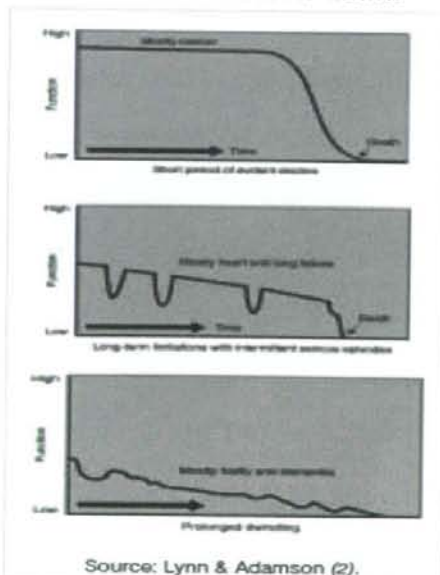 High
Mostly cancer
Function
Death
Low
Time
Short period of evident decline
High
Mostly heart and lung failure
Function
Death
Low
Time
Long-term limitations with intermittent serious episodes
High
Mostly frailty and dementia
Function
Low
Prolonged dwindling
Source: Lynn & Adamson (2).